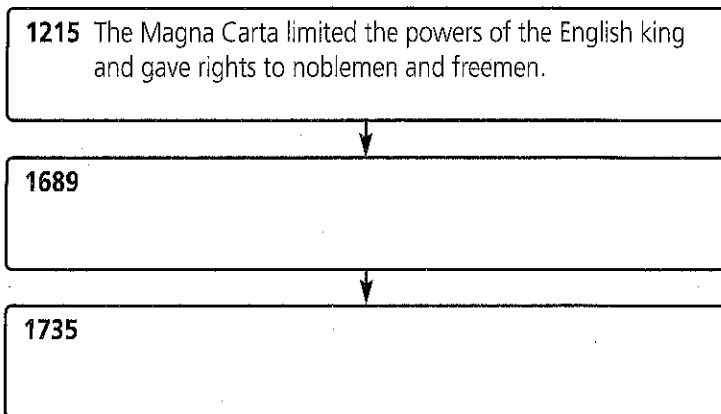 1215 The Magna Carta limited the powers of the English king
and gave rights to noblemen and freemen.
1689
1735